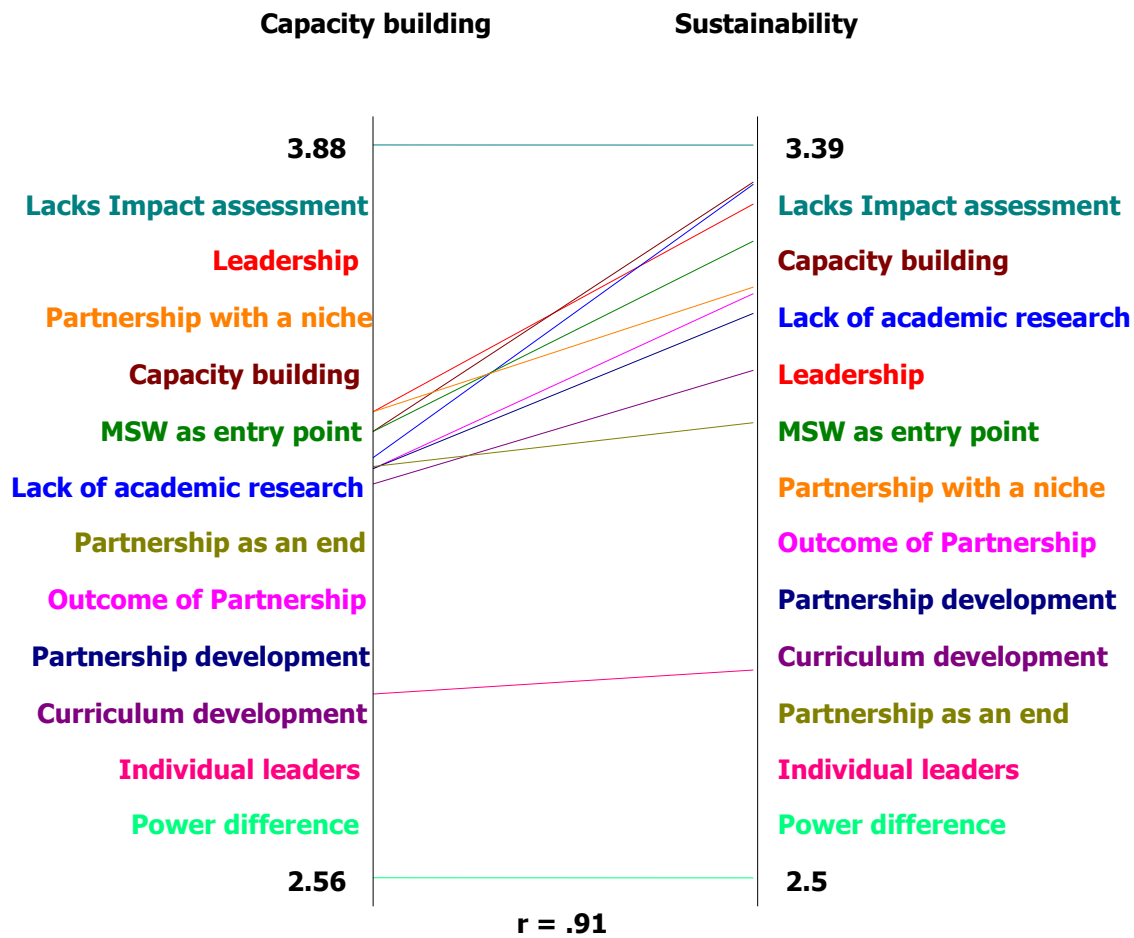 Capacity building Sustainability
3.88 3.39
Lacks Impact assessment Lacks Impact assessment
Leadership Capacity building
Partnership with a niche Lack of academic research
Capacity building Leadership
MSW as entry point MSW as entry point
Lack of academic research Partnership with a niche
Partnership as an end Outcome of Partnership
Outcome of Partnership Partnership development
Partnership development Curriculum development
Curriculum development Partnership as an end
Individual leaders Individual leaders
Power difference Power difference
2.56 2.5
r = .91